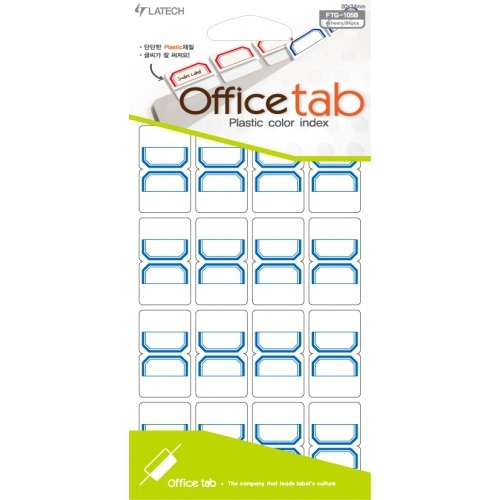 LATECH
20x24mm
FTG-105B
• 단단한 Plastic재질
• 글씨가 잘 써져요!
Index Label
Office tab
Plastic color index
Office tab • The company that leads label's culture